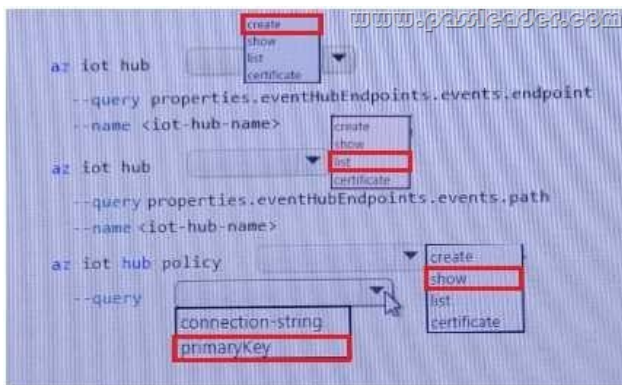 create
www.passleader.com
show
az iot hub
list
certificate
--query properties.eventHubEndpoints.events.endpoint
--name <iot-hub-name>
create
show
az iot hub
list
certificate
--query properties.eventHubEndpoints.events.path
--name <iot-hub-name>
az iot hub policy
create
show
--query
list
connection-string
certificate
primaryKey